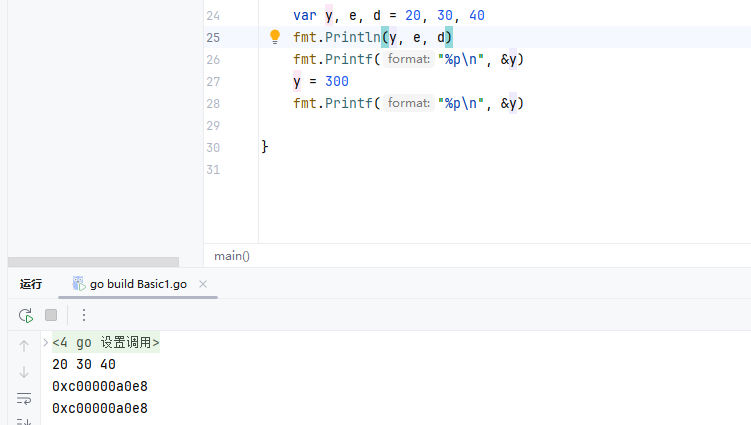 24 var y, e, d = 20, 30, 40
25 fmt.Println(y, e, d)
26 fmt.Printf( format: "%p\n", &y)
27 y = 300
28 fmt.Printf( format: "%p\n", &y)
29
30 }
31
main()
运行 go build Basic1.go ×
<4 go 设置调用>
20 30 40
0xc00000a0e8
0xc00000a0e8